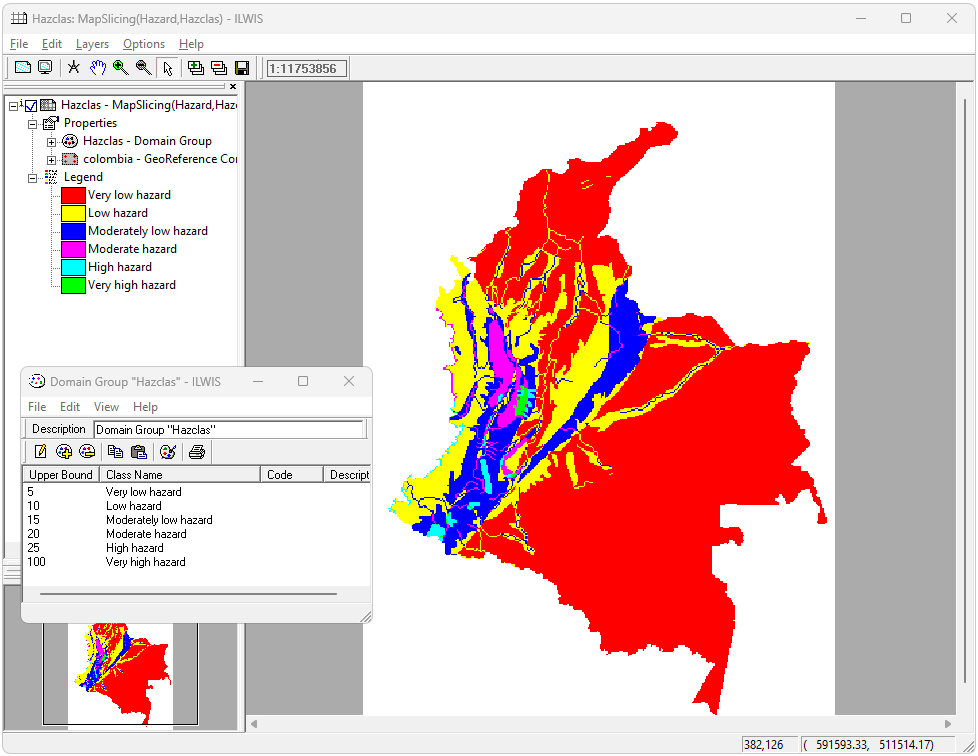 Hazclas: MapSlicing(Hazard,Hazclas) - ILWIS
File Edit Layers Options Help
1:11753856
Hazclas - MapSlicing(Hazard,Haz
Properties
Hazclas - Domain Group
colombia - GeoReference Cor
Legend
Very low hazard
Low hazard
Moderately low hazard
Moderate hazard
High hazard
Very high hazard
Domain Group "Hazclas" - ILWIS
File Edit View Help
Description Domain Group "Hazclas"
Upper Bound Class Name Code Descript
5 Very low hazard
10 Low hazard
15 Moderately low hazard
20 Moderate hazard
25 High hazard
100 Very high hazard
382,126 ( 591593.33, 511514.17)